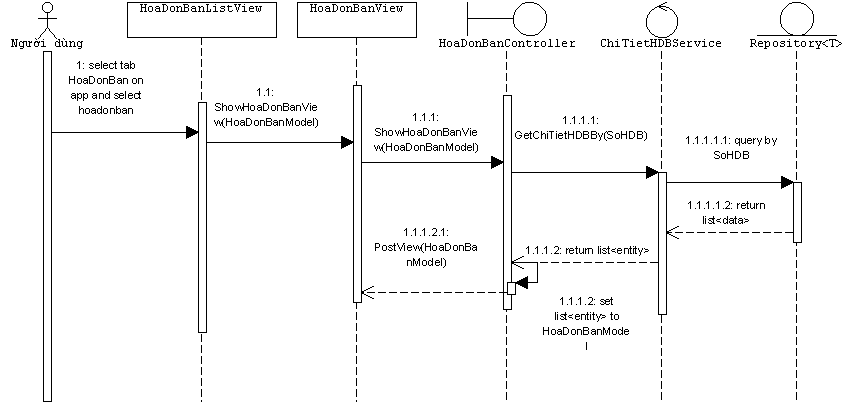 HoaDonBanListView
HoaDonBanView
Người dùng
HoaDonBanController
ChiTietHDBService
Repository<T>
1: select tab
HoaDonBan on
app and select
hoadonban
1.1:
ShowHoaDonBanVie
w(HoaDonBanModel)
1.1.1:
ShowHoaDonBanVie
w(HoaDonBanModel)
1.1.1.1:
GetChiTietHDBBy(SoHDB)
1.1.1.1.1: query by
SoHDB
1.1.1.1.2: return
list<data>
1.1.1.2.1:
PostView(HoaDonBa
nModel)
1.1.1.2: return list<entity>
1.1.1.2: set
list<entity> to
HoaDonBanMode
l